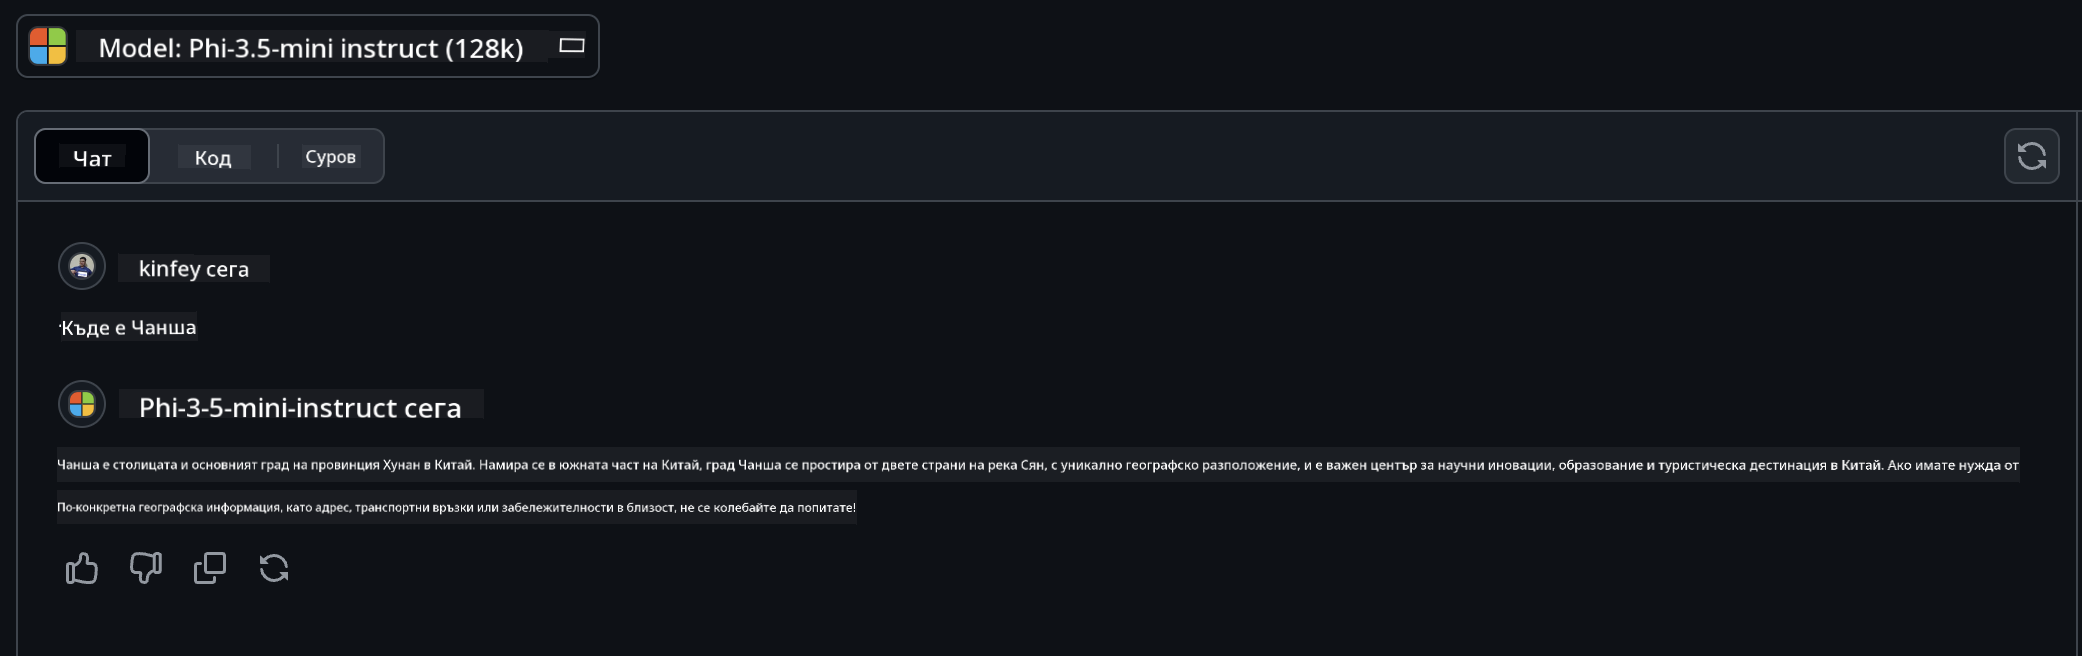 Model: Phi-3.5-mini instruct (128k)
Чат
Код
Суров
kinfey сега
Къде е Чанша
Phi-3-5-mini-instruct сега
Чанша е столицата и основният град на провинция Хунан в Китай. Намира се в южната част на Китай, град Чанша се простира от двете страни на река Сян, с уникално географско разположение, и е важен център за научни иновации, образование и туристическа дестинация в Китай. Ако имате нужда от
По-конкретна географска информация, като адрес, транспортни връзки или забележителности в близост, не се колебайте да попитате!